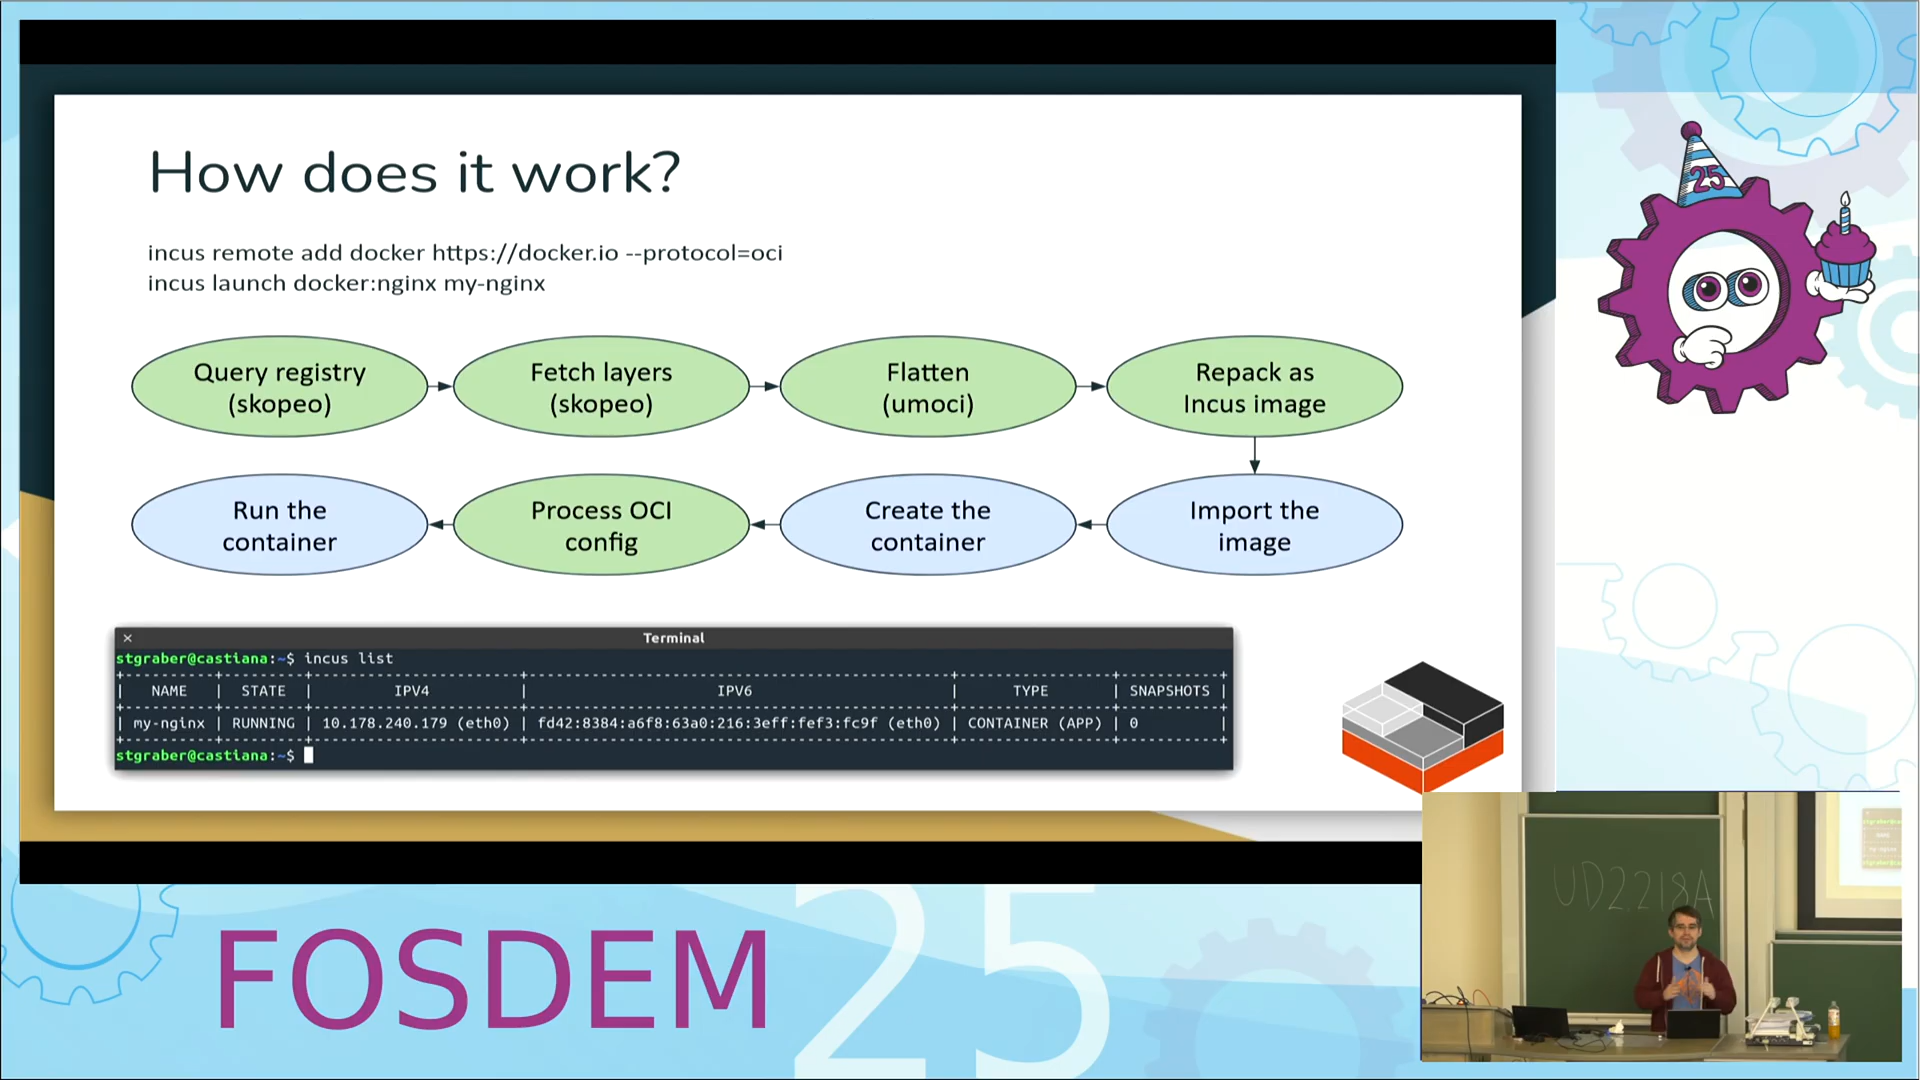 How does it work?
incus remote add docker https://docker.io --protocol=oci
incus launch docker:nginx my-nginx
Query registry
(skopeo)
Fetch layers
(skopeo)
Flatten
(umoci)
Repack as
Incus image
Run the
container
Process OCI
config
Create the
container
Import the
image
× Terminal
stgraber@castiana:~$ incus list
| NAME | STATE | IPV4 | IPV6 | TYPE | SNAPSHOTS |
| my-nginx | RUNNING | 10.178.240.179 (eth0) | fd42:8384:a6f8:63a0:216:3eff:fef3:fc9f (eth0) | CONTAINER (APP) | 0 |
stgraber@castiana:~$
25
UD2.218A
FOSDEM 25